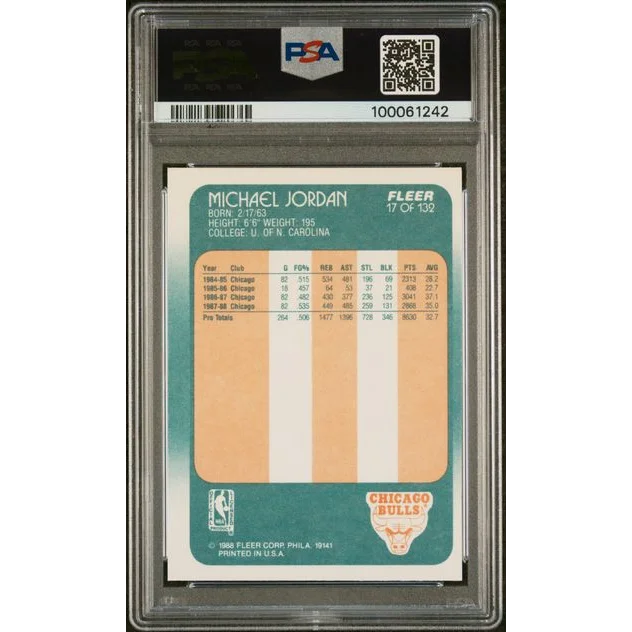 PSA
100061242
MICHAEL JORDAN
BORN: 2/17/63
HEIGHT: 6'6" WEIGHT: 195
COLLEGE: U. OF N. CAROLINA
FLEER
17 OF 132
Year Club G FG% REB AST STL BLK PTS AVG
1984-85 Chicago 82 .515 534 481 196 69 2313 28.2
1985-86 Chicago 18 .457 64 53 37 21 408 22.7
1986-87 Chicago 82 .482 430 377 236 125 3041 37.1
1987-88 Chicago 82 .535 449 485 259 131 2868 35.0
Pro Totals 264 .506 1477 1396 728 346 8630 32.7
NBA
CHICAGO
BULLS
© 1988 FLEER CORP. PHILA. 19141
PRINTED IN U.S.A.